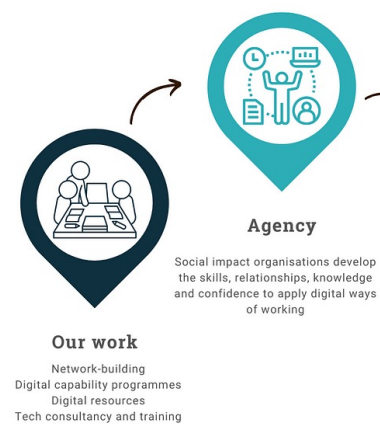 Our work
Network-building
Digital capability programmes
Digital resources
Tech consultancy and training
Agency
Social impact organisations develop
the skills, relationships, knowledge
and confidence to apply digital ways
of working